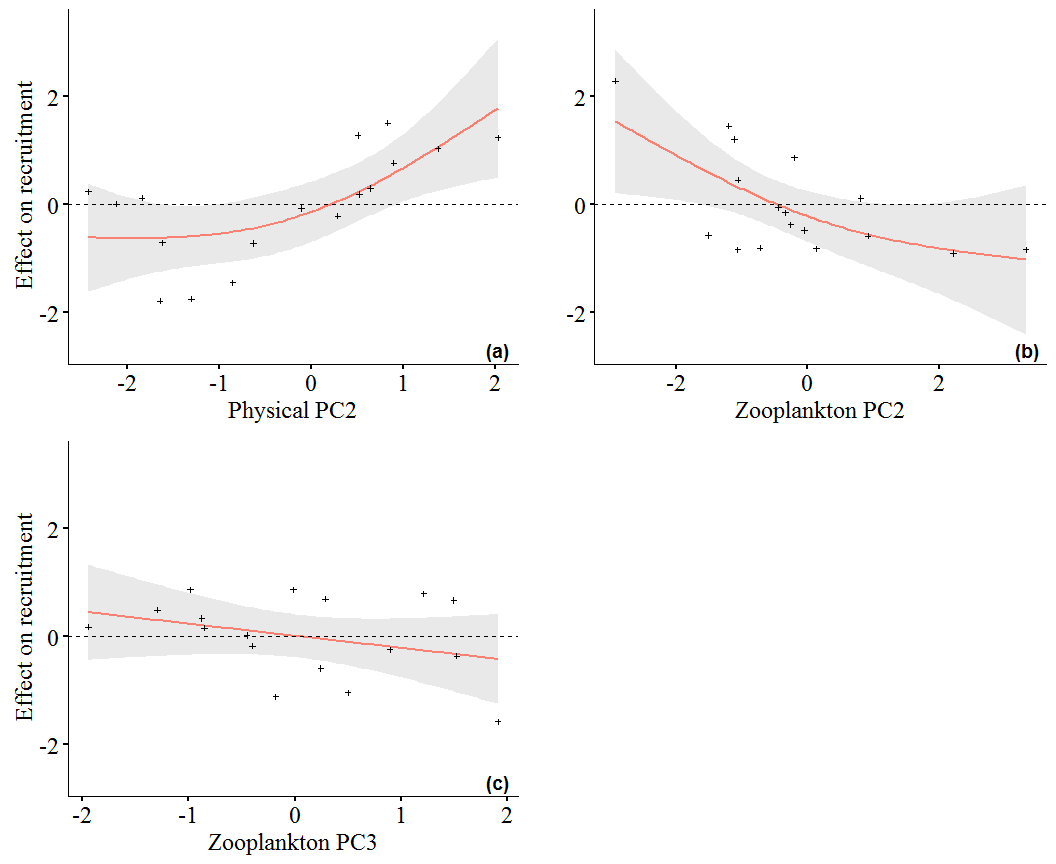 Effect on recruitment
2
0
-2
-2 -1 0 1 2
Physical PC2
(a)
2
0
-2
-2 0 2
Zooplankton PC2
(b)
Effect on recruitment
2
0
-2
-2 -1 0 1 2
Zooplankton PC3
(c)